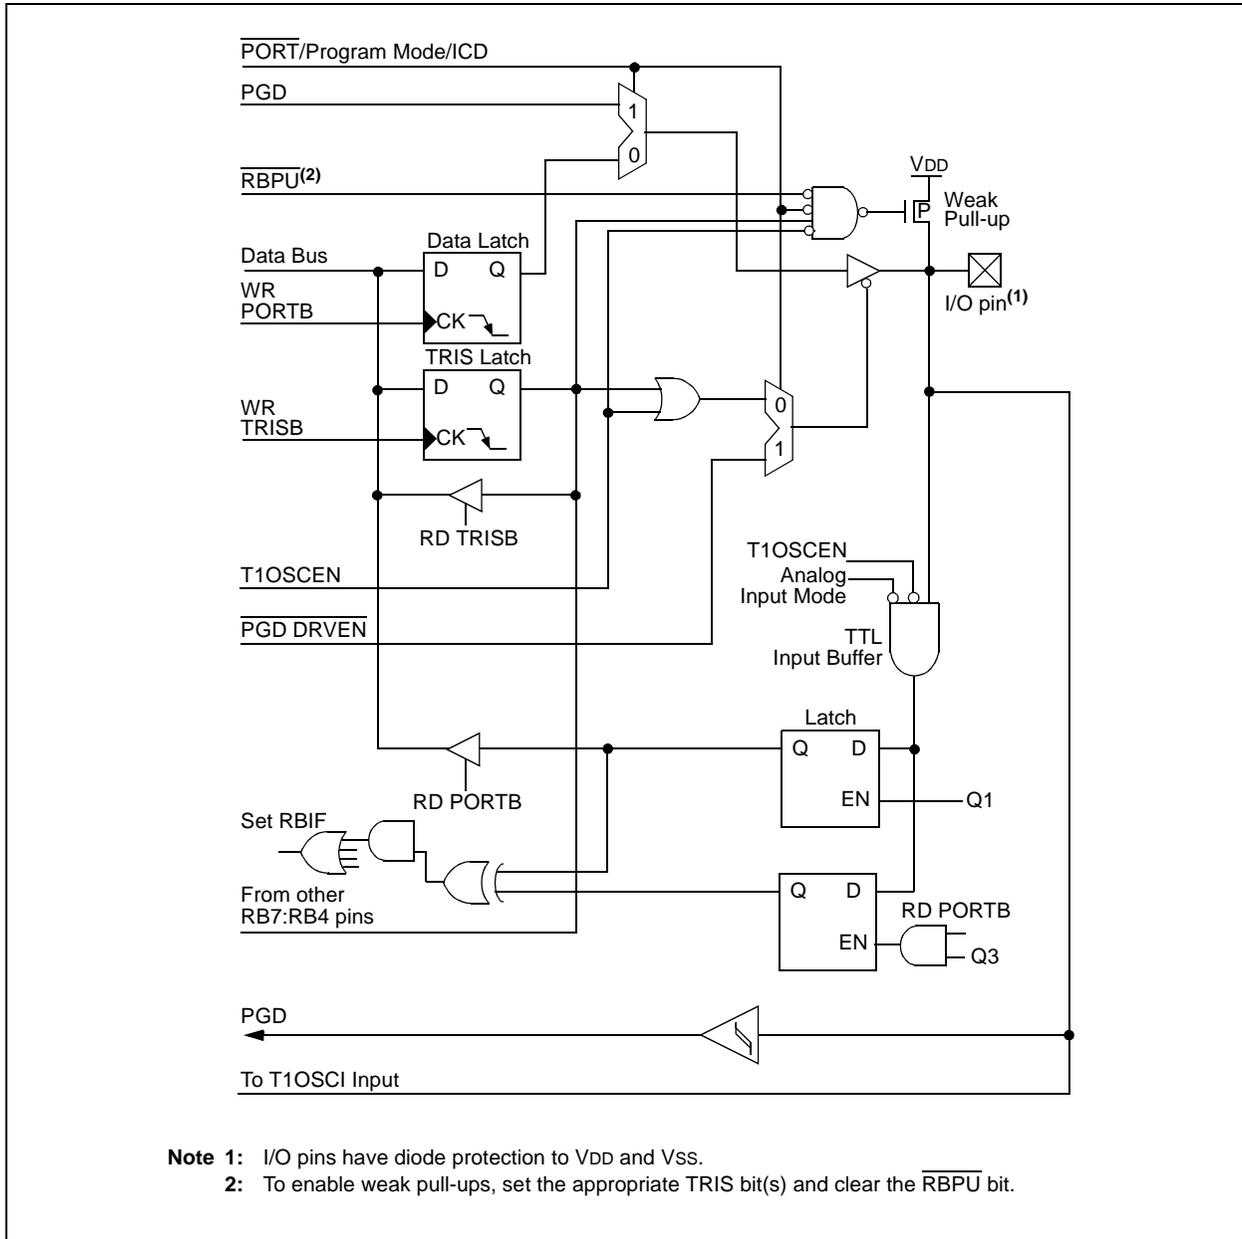 PORT/Program Mode/ICD
PGD
1
0
RBPU(2)
VDD
P
Weak
Pull-up
Data Bus
Data Latch
D Q
WR
PORTB
CK
I/O pin(1)
TRIS Latch
D Q
WR
TRISB
CK
0
1
RD TRISB
T1OSCEN
T1OSCEN
Analog
Input Mode
PGD DRVEN
TTL
Input Buffer
Latch
Q D
EN
Q1
RD PORTB
Set RBIF
From other
RB7:RB4 pins
Q D
EN
RD PORTB
Q3
PGD
To T1OSCI Input
Note 1: I/O pins have diode protection to VDD and VSS.
2: To enable weak pull-ups, set the appropriate TRIS bit(s) and clear the RBPU bit.